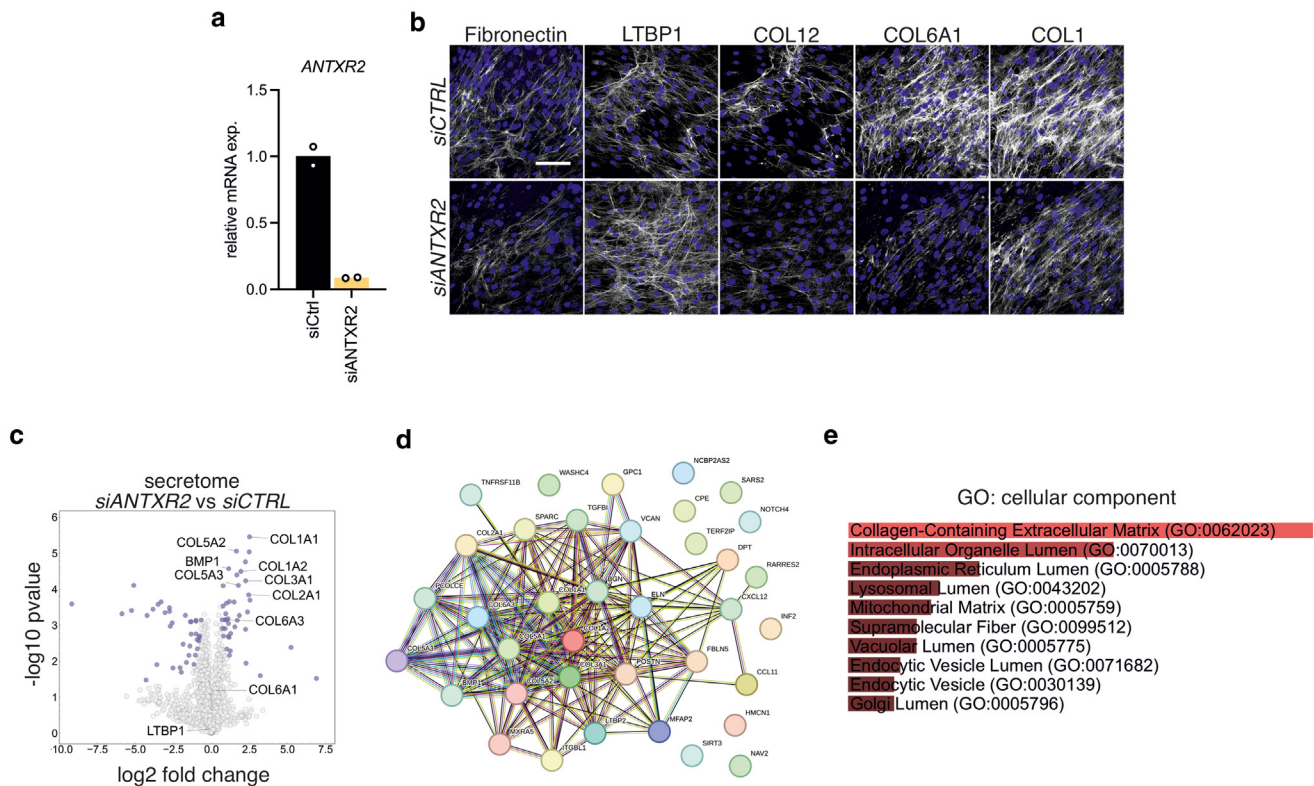 a
ANTXR2
relative mRNA exp.
1.5
1.0
0.5
0.0
siCtrl
siANTXR2
b
Fibronectin LTBP1 COL12 COL6A1 COL1
siCTRL
siANTXR2
c
secretome
siANTXR2 vs siCTRL
-log10 pvalue
6
5
4
3
2
1
0
COL1A1
COL5A2
BMP1
COL1A2
COL5A3
COL3A1
COL2A1
COL6A3
COL6A1
LTBP1
-10.0 -7.5 -5.0 -2.5 0.0 2.5 5.0 7.5
log2 fold change
d
NCBP2AS2
WASHC4
GPC1
TNFRSF11B
SARS2
CPE
NOTCH4
SPARC
TGFBI
VCAN
TERF2IP
COL2A1
DPT
RARRES2
BGN
PCOLCE
COL1A1
CXCL12
COL6A3
ELN
INF2
COL5A1
COL1A2
COL5A3
COL3A1
POSTN
FBLN5
CCL11
BMP1
COL5A2
HMCN1
LTBP2
MFAP2
MXRA5
ITGBL1
SIRT3
NAV2
e
GO: cellular component
Collagen-Containing Extracellular Matrix (GO:0062023)
Intracellular Organelle Lumen (GO:0070013)
Endoplasmic Reticulum Lumen (GO:0005788)
Lysosomal Lumen (GO:0043202)
Mitochondrial Matrix (GO:0005759)
Supramolecular Fiber (GO:0099512)
Vacuolar Lumen (GO:0005775)
Endocytic Vesicle Lumen (GO:0071682)
Endocytic Vesicle (GO:0030139)
Golgi Lumen (GO:0005796)